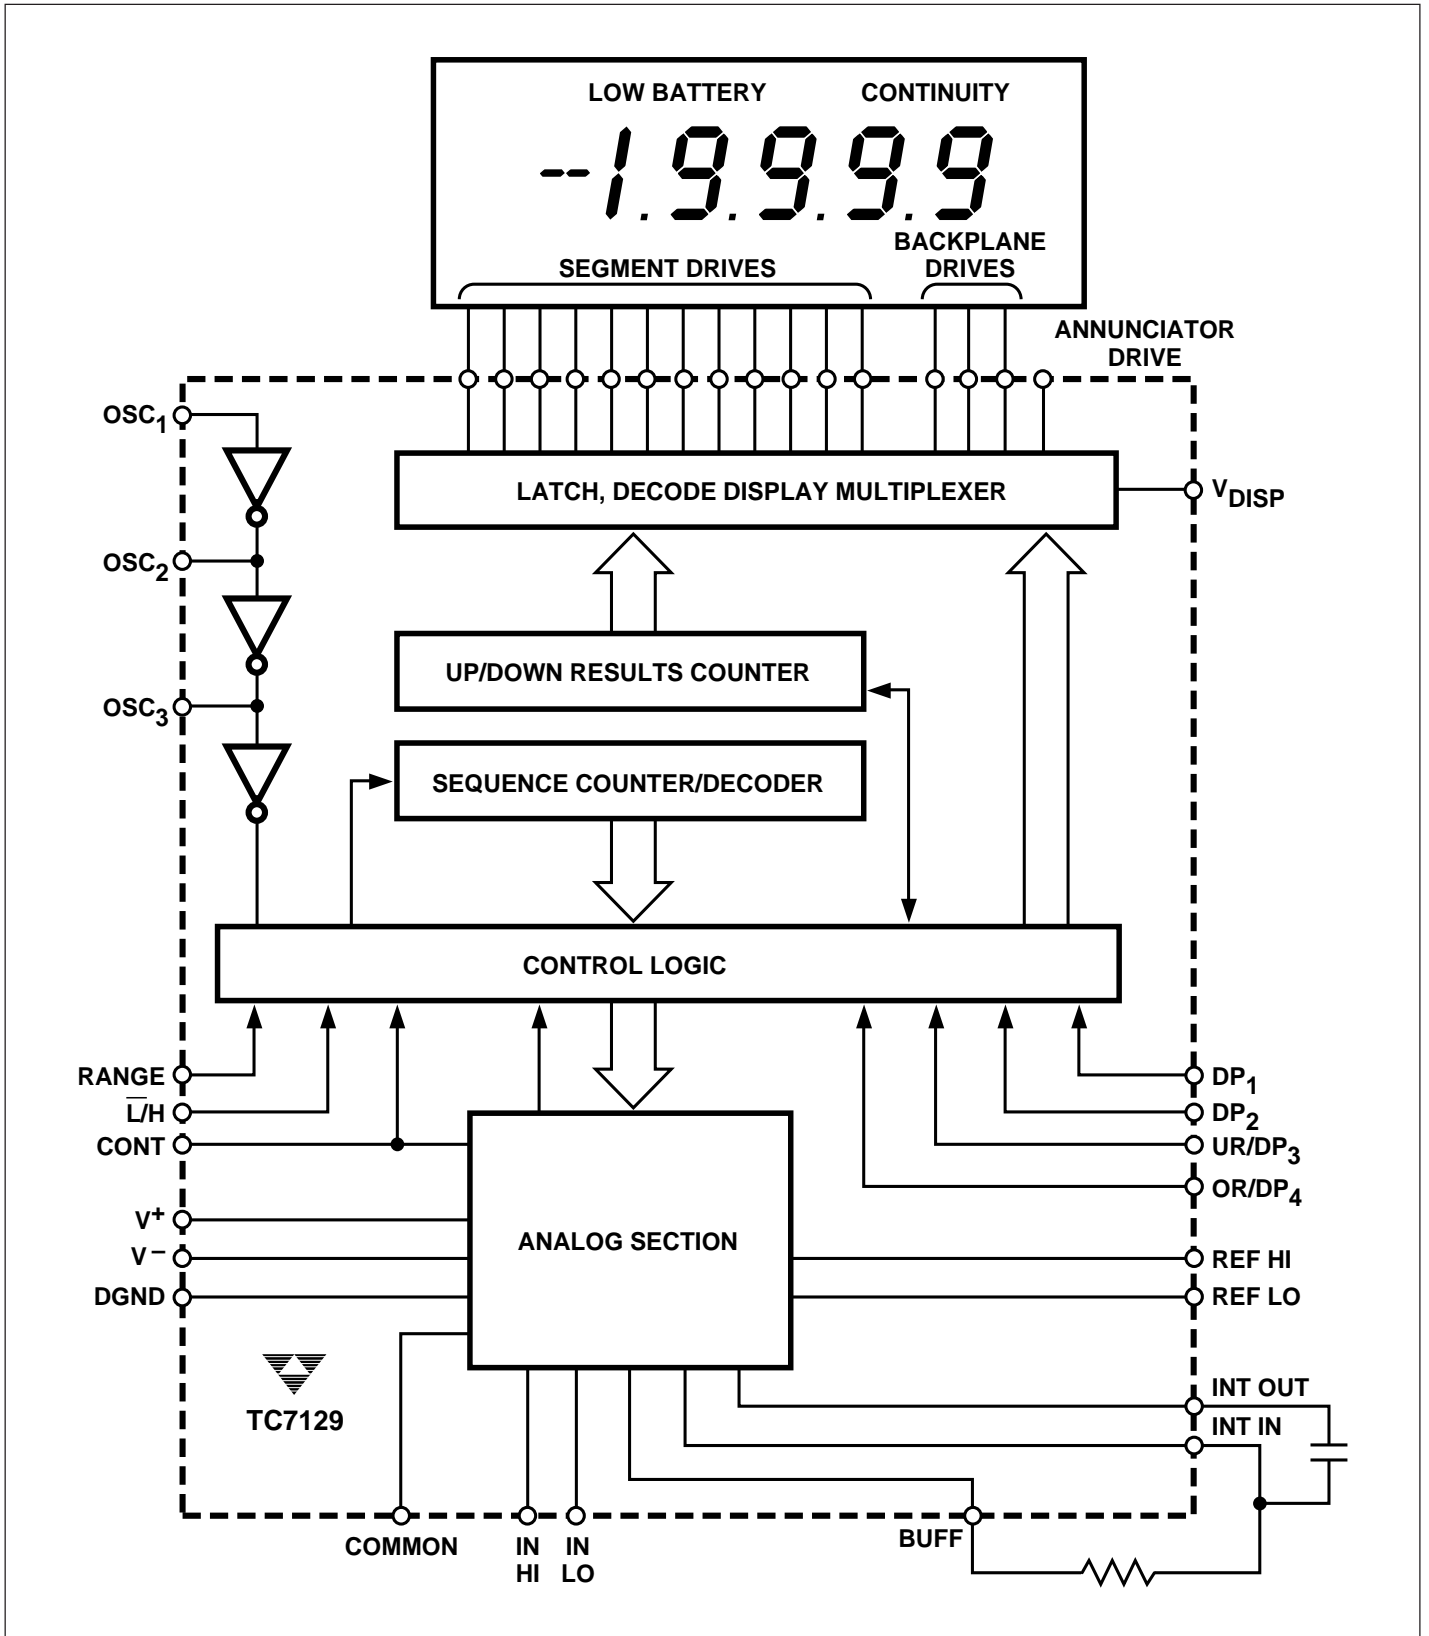 LOW BATTERY CONTINUITY
-1.9.9.9.9
BACKPLANE
DRIVES
SEGMENT DRIVES
ANNUNCIATOR
DRIVE
OSC1
LATCH, DECODE DISPLAY MULTIPLEXER
VDISP
OSC2
UP/DOWN RESULTS COUNTER
OSC3
SEQUENCE COUNTER/DECODER
CONTROL LOGIC
RANGE
L̅/H
CONT
DP1
DP2
UR/DP3
OR/DP4
V+
V–
DGND
ANALOG SECTION
REF HI
REF LO
TC7129
INT OUT
INT IN
COMMON
IN
HI
IN
LO
BUFF